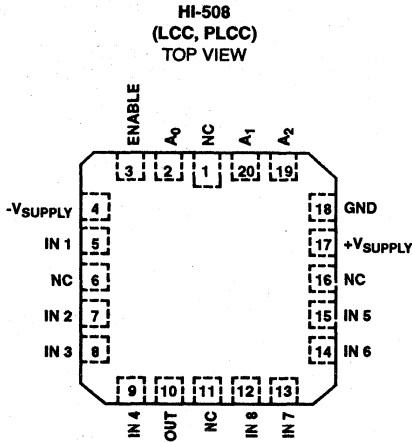 HI-508
(LCC, PLCC)
TOP VIEW
ENABLE A0 NC A1 A2
3 2 1 20 19
-VSUPPLY 4 18 GND
IN 1 5 17 +VSUPPLY
NC 6 16 NC
IN 2 7 15 IN 5
IN 3 8 14 IN 6
9 10 11 12 13
IN 4 OUT NC IN 8 IN 7